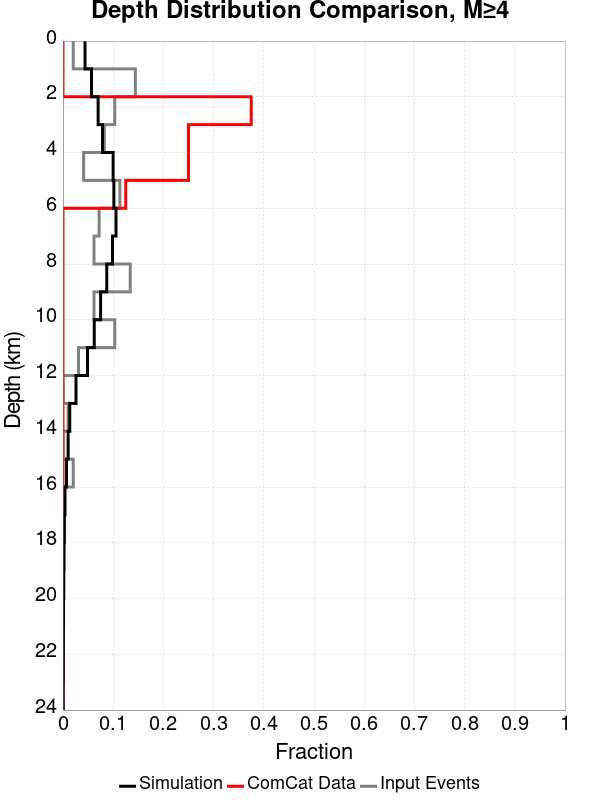 Depth Distribution Comparison, M≥4
0
2
4
6
8
10
12
14
16
18
20
22
24
Depth (km)
0 0.1 0.2 0.3 0.4 0.5 0.6 0.7 0.8 0.9 1
Fraction
Simulation ComCat Data Input Events